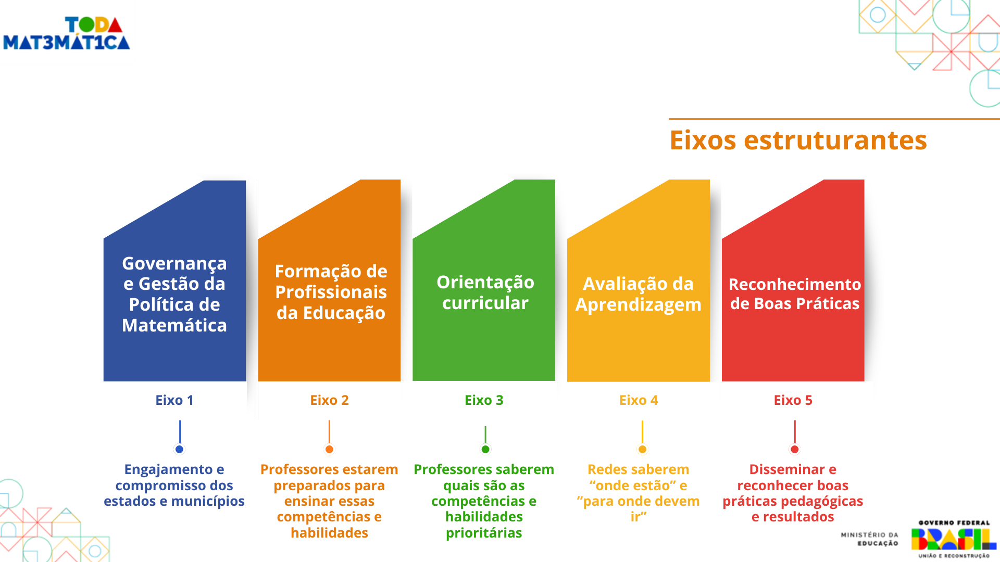 TODA
MAT3MÁT1CA
Eixos estruturantes
Governança
e Gestão da
Política de
Matemática
Formação de
Profissionais
da Educação
Orientação
curricular
Avaliação da
Aprendizagem
Reconhecimento
de Boas Práticas
Eixo 1
Eixo 2
Eixo 3
Eixo 4
Eixo 5
Engajamento e
compromisso dos
estados e municípios
Professores estarem
preparados para
ensinar essas
competências e
habilidades
Professores saberem
quais são as
competências e
habilidades
prioritárias
Redes saberem
“onde estão” e
“para onde devem
ir”
Disseminar e
reconhecer boas
práticas pedagógicas
e resultados
MINISTÉRIO DA
EDUCAÇÃO
GOVERNO FEDERAL
BRASIL
UNIÃO E RECONSTRUÇÃO